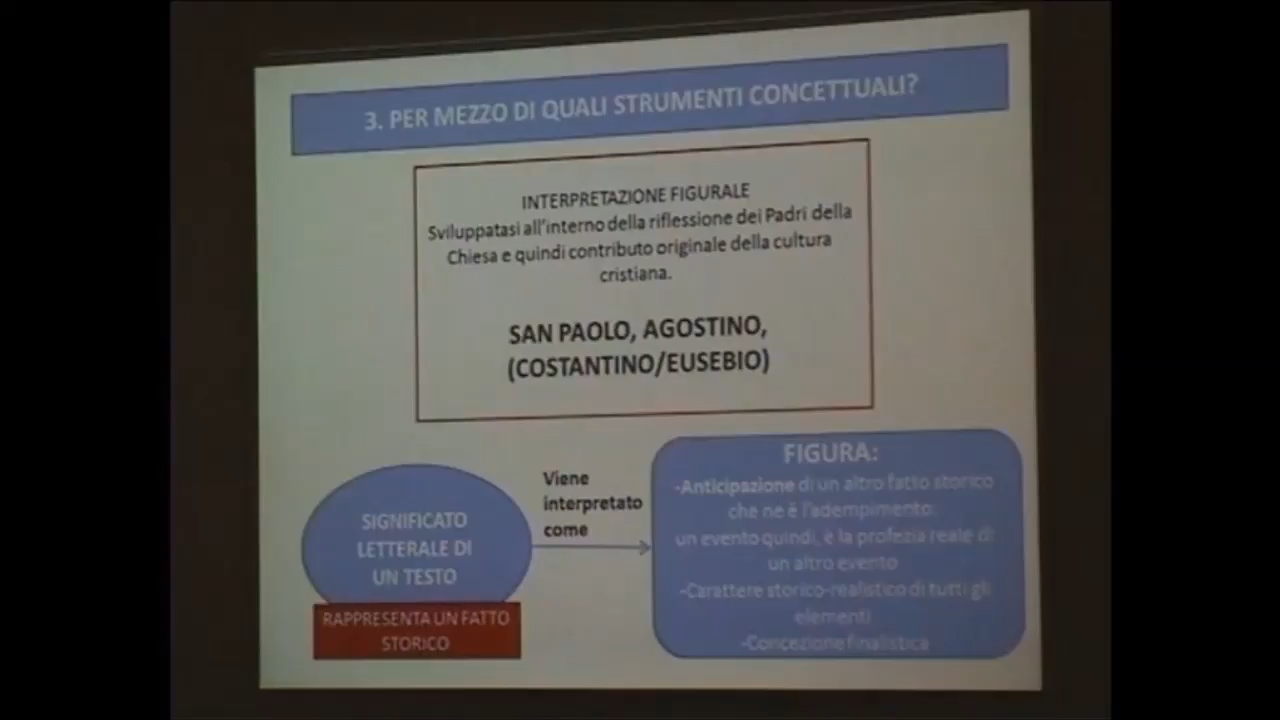 3. PER MEZZO DI QUALI STRUMENTI CONCETTUALI?
INTERPRETAZIONE FIGURALE
Sviluppatasi all'interno della riflessione dei Padri della
Chiesa e quindi contributo originale della cultura
cristiana.
SAN PAOLO, AGOSTINO,
(COSTANTINO/EUSEBIO)
Viene
interpretato
come
SIGNIFICATO
LETTERALE DI
UN TESTO
RAPPRESENTA UN FATTO
STORICO
FIGURA:
-Anticipazione di un altro fatto storico
che ne è l'adempimento:
un evento quindi, è la profezia reale di
un altro evento
-Carattere storico-realistico di tutti gli
elementi
-Concezione finalistica